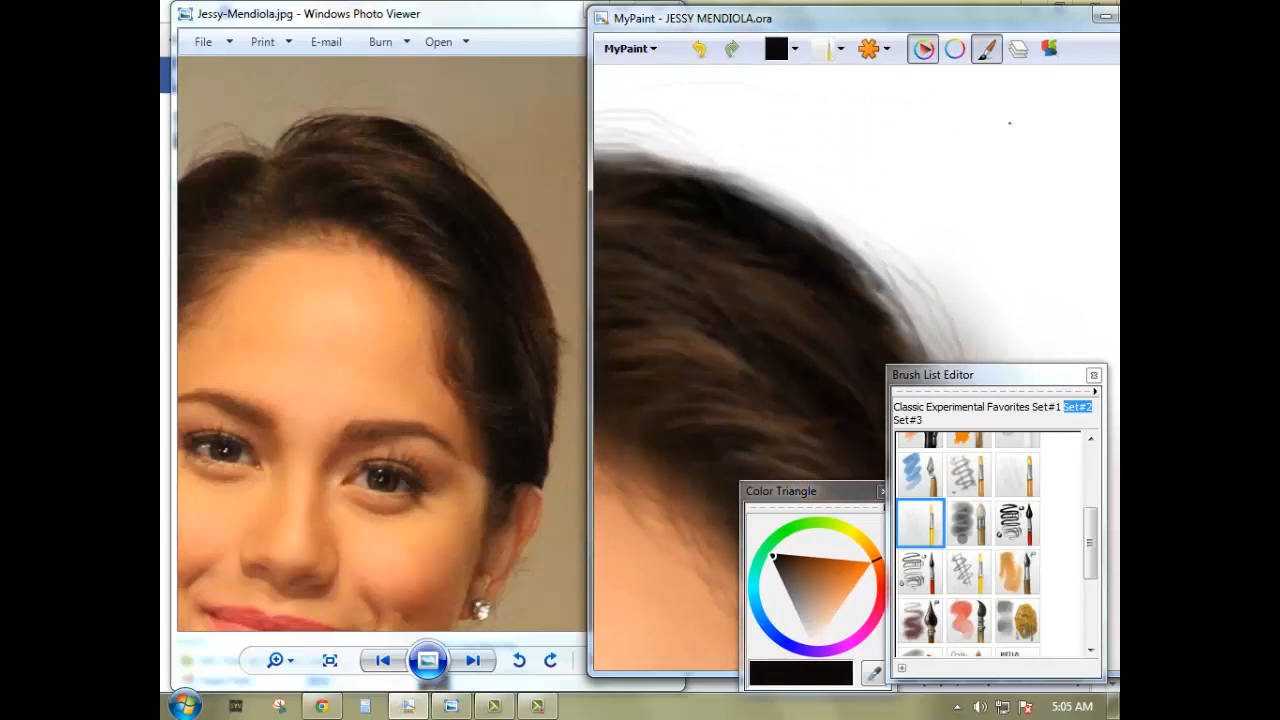 Jessy-Mendiola.jpg - Windows Photo Viewer
File Print E-mail Burn Open
MyPaint - JESSY MENDIOLA.ora
MyPaint
Brush List Editor
Classic Experimental Favorites Set#1 Set#2
Set#3
Color Triangle
5:05 AM